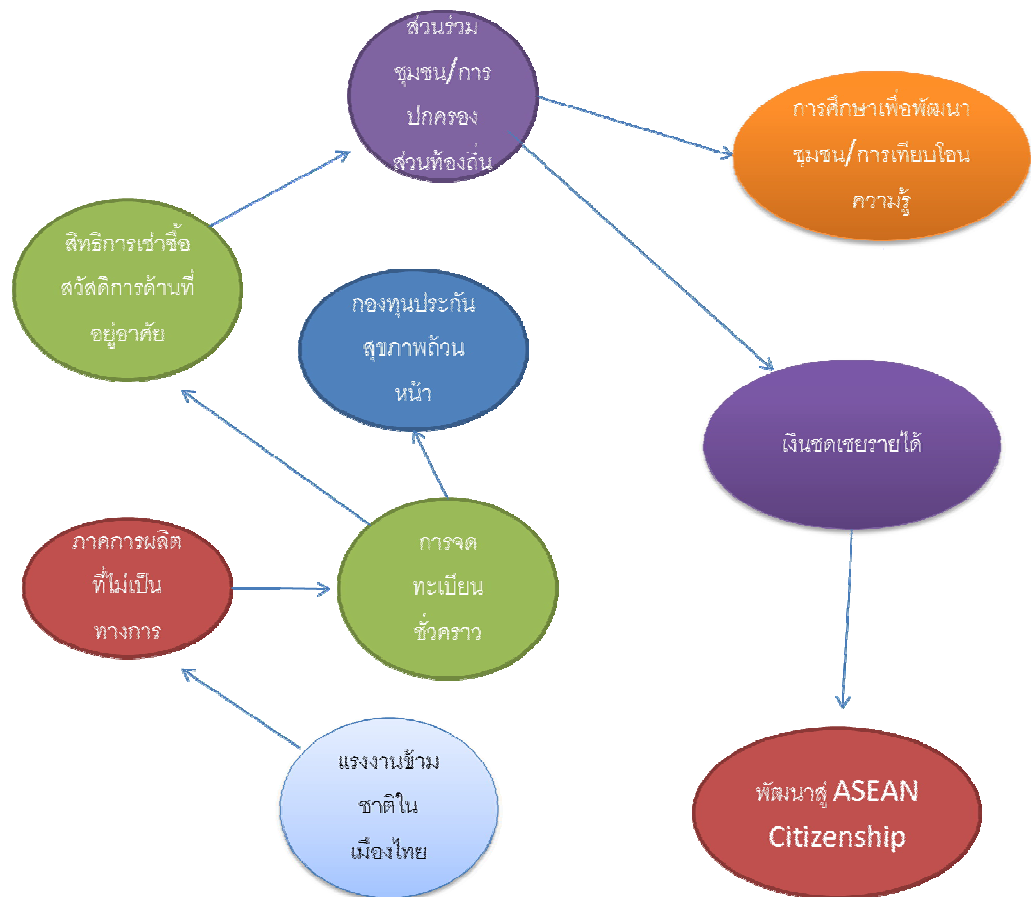 ส่วนร่วม
ชุมชน/การ
ปกครอง
ส่วนท้องถิ่น
การศึกษาเพื่อพัฒนา
ชุมชน/การเทียบโอน
ความรู้
สิทธิการเช่าซื้อ
สวัสดิการด้านที่
อยู่อาศัย
กองทุนประกัน
สุขภาพถ้วน
หน้า
เงินชดเชยรายได้
ภาคการผลิต
ที่ไม่เป็น
ทางการ
การจด
ทะเบียน
ชั่วคราว
แรงงานข้าม
ชาติใน
เมืองไทย
พัฒนาสู่ ASEAN
Citizenship